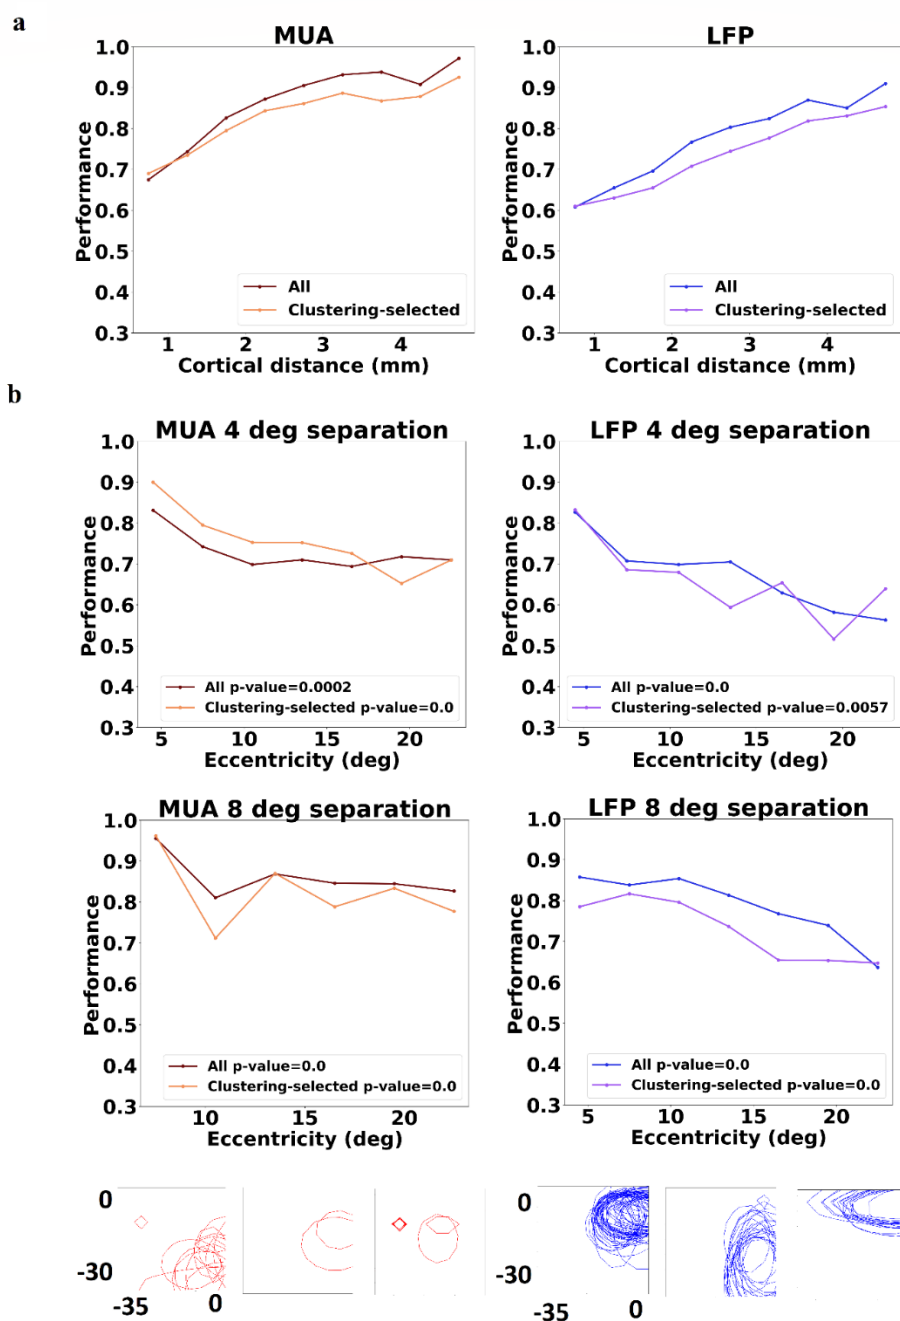 a
MUA
LFP
1.0
0.9
0.8
0.7
0.6
0.5
0.4
0.3
Performance
All
Clustering-selected
1 2 3 4
Cortical distance (mm)
1.0
0.9
0.8
0.7
0.6
0.5
0.4
0.3
Performance
All
Clustering-selected
1 2 3 4
Cortical distance (mm)
b
MUA 4 deg separation
1.0
0.9
0.8
0.7
0.6
0.5
0.4
0.3
Performance
All p-value=0.0002
Clustering-selected p-value=0.0
5 10 15 20
Eccentricity (deg)
LFP 4 deg separation
1.0
0.9
0.8
0.7
0.6
0.5
0.4
0.3
Performance
All p-value=0.0
Clustering-selected p-value=0.0057
5 10 15 20
Eccentricity (deg)
MUA 8 deg separation
1.0
0.9
0.8
0.7
0.6
0.5
0.4
0.3
Performance
All p-value=0.0
Clustering-selected p-value=0.0
10 15 20
Eccentricity (deg)
LFP 8 deg separation
1.0
0.9
0.8
0.7
0.6
0.5
0.4
0.3
Performance
All p-value=0.0
Clustering-selected p-value=0.0
5 10 15 20
Eccentricity (deg)
0
-30
-35 0
0
-30
-35 0